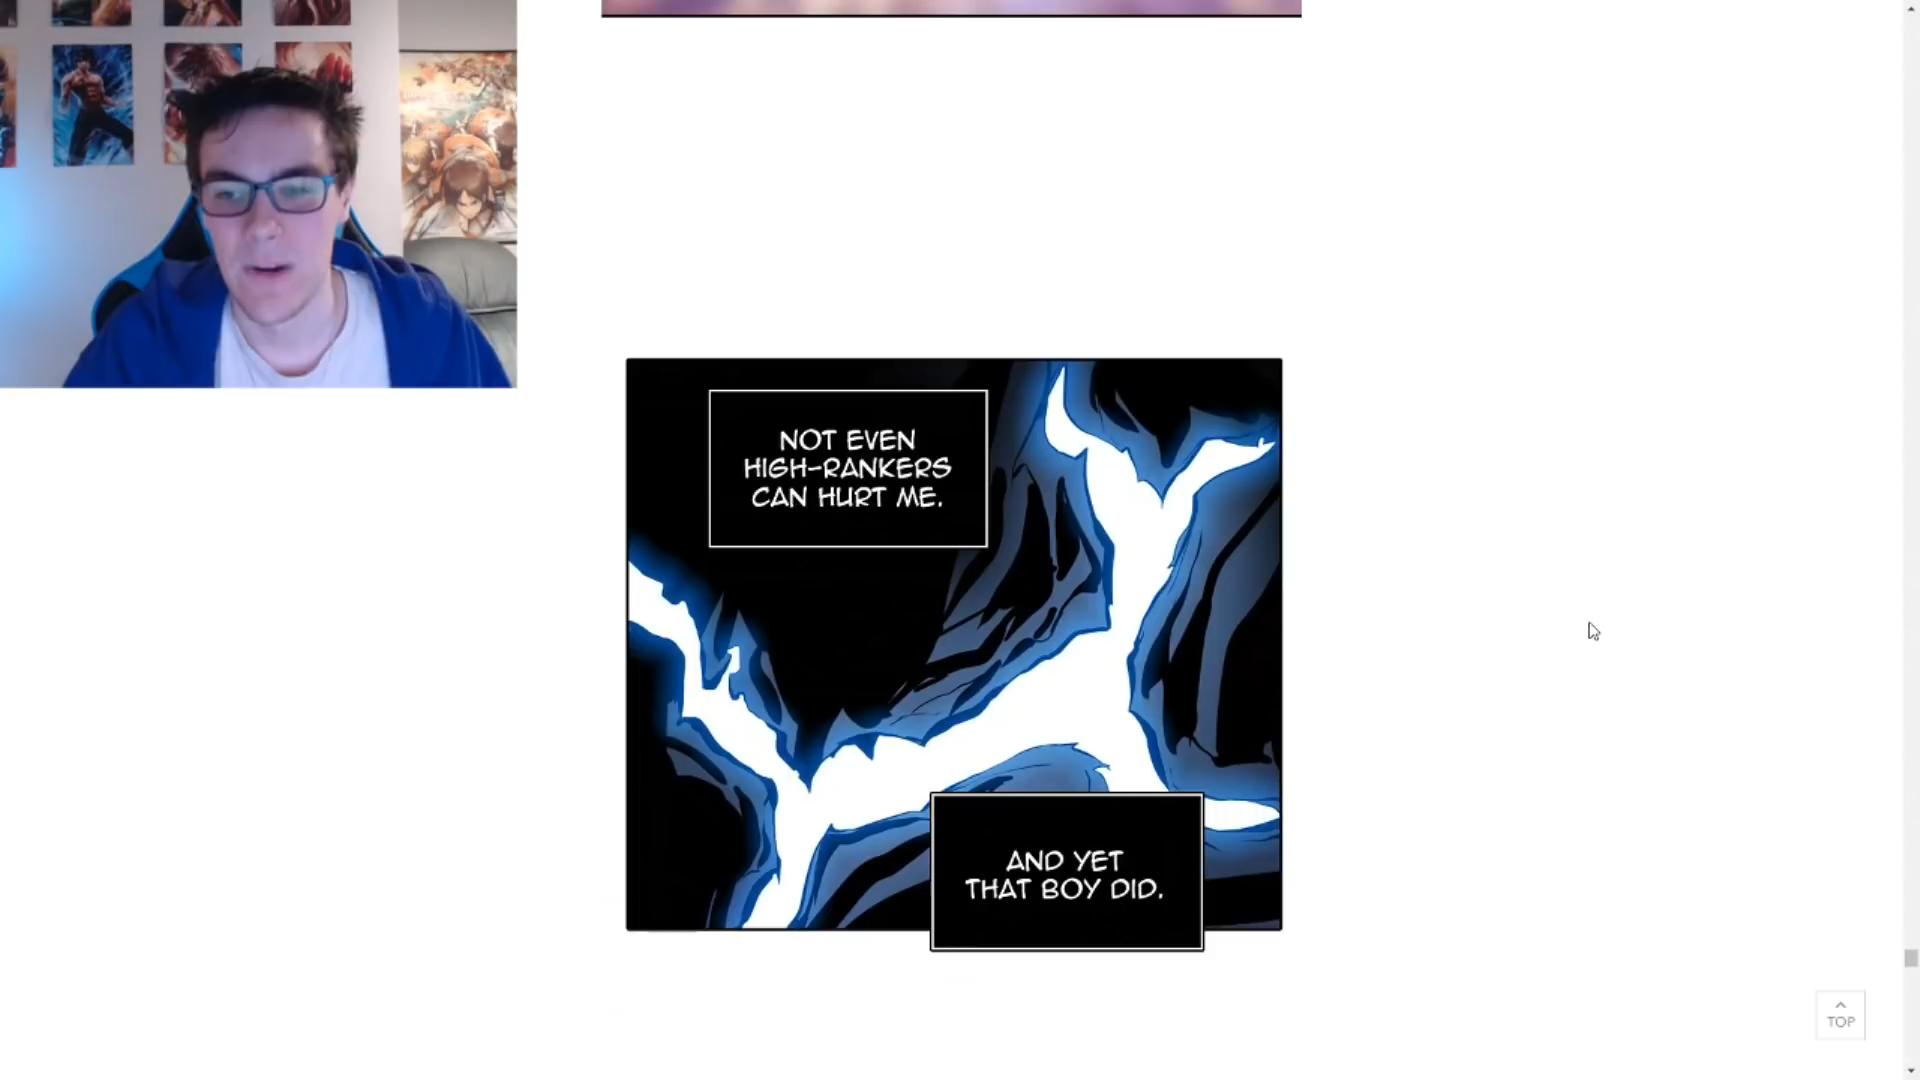 NOT EVEN
HIGH-RANKERS
CAN HURT ME.
AND YET
THAT BOY DID.
TOP